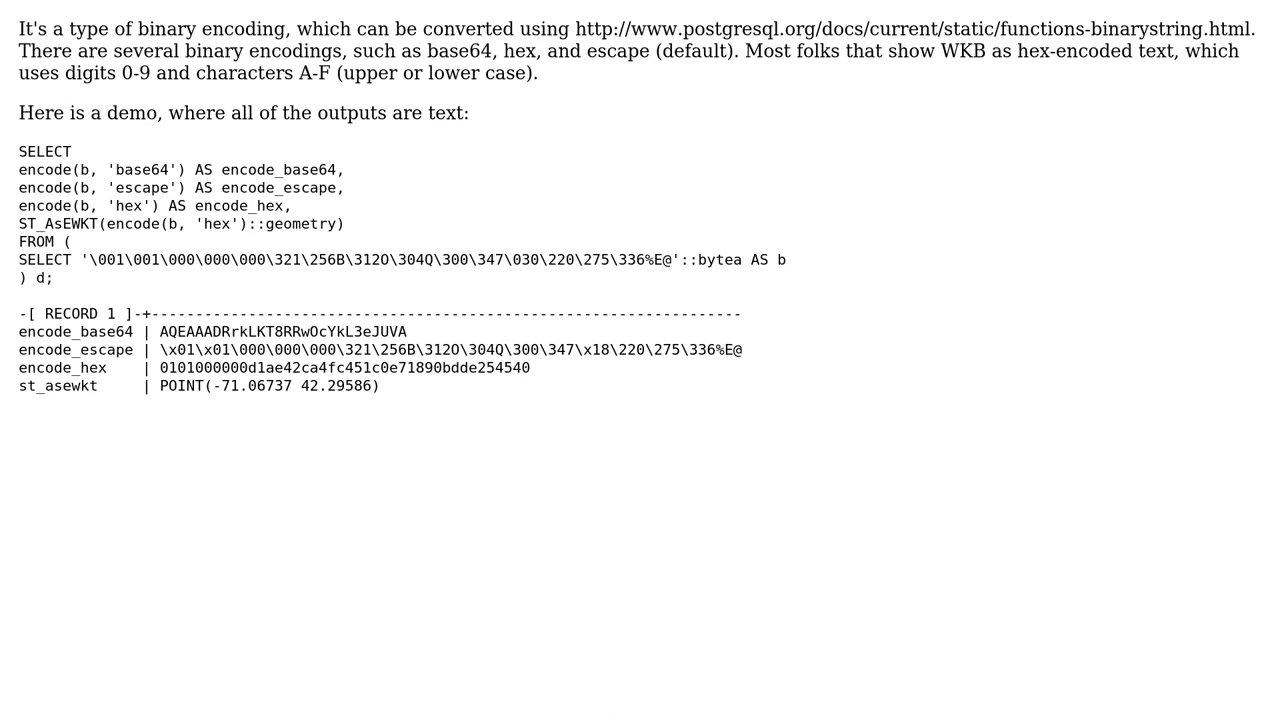 It's a type of binary encoding, which can be converted using http://www.postgresql.org/docs/current/static/functions-binarystring.html.
There are several binary encodings, such as base64, hex, and escape (default). Most folks that show WKB as hex-encoded text, which
uses digits 0-9 and characters A-F (upper or lower case).
Here is a demo, where all of the outputs are text:
SELECT
encode(b, 'base64') AS encode_base64,
encode(b, 'escape') AS encode_escape,
encode(b, 'hex') AS encode_hex,
ST_AsEWKT(encode(b, 'hex')::geometry)
FROM (
SELECT '\001\001\000\000\000\321\256B\312O\304Q\300\347\030\220\275\336%E@'::bytea AS b
) d;
-[ RECORD 1 ]-+-------------------------------------------------------------------
encode_base64 | AQEAAADRrkLKT8RRwOcYkL3eJUVA
encode_escape | \x01\x01\000\000\000\321\256B\312O\304Q\300\347\x18\220\275\336%E@
encode_hex    | 0101000000d1ae42ca4fc451c0e71890bdde254540
st_asewkt     | POINT(-71.06737 42.29586)